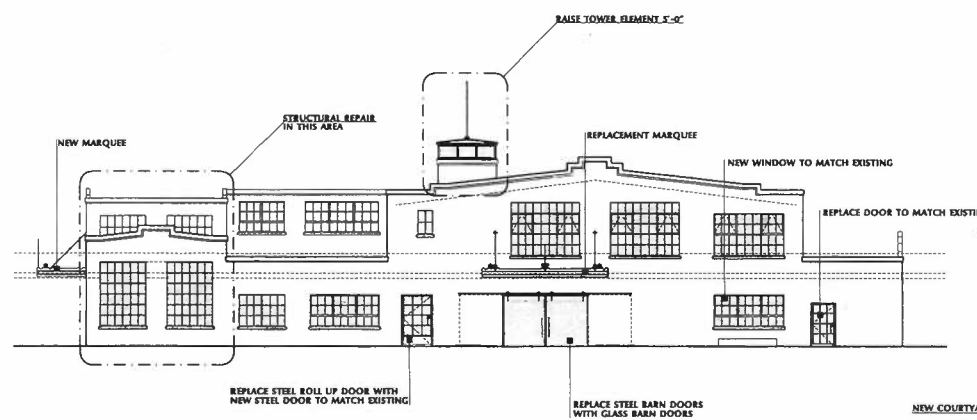 RAISE TOWER ELEMENT 5'-0"
STRUCTURAL REPAIR
IN THIS AREA
NEW MARQUEE
REPLACEMENT MARQUEE
NEW WINDOW TO MATCH EXISTING
REPLACE DOOR TO MATCH EXISTI
REPLACE STEEL ROLL UP DOOR WITH
NEW STEEL DOOR TO MATCH EXISTING
REPLACE STEEL BARN DOORS
WITH GLASS BARN DOORS
NEW COURTYA